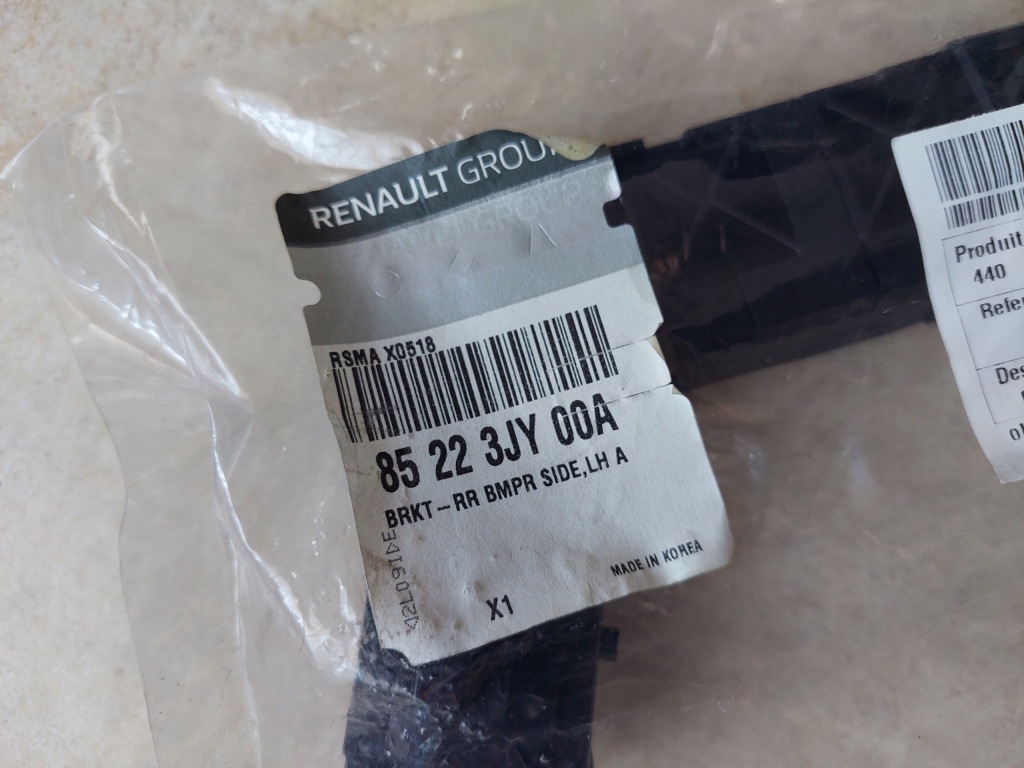 RENAULT GROUP
RSMA X0518
85 22 3JY 00A
BRKT-RR BMPR SIDE,LH A
MADE IN KOREA
X1
Produit
440
Refer
Des